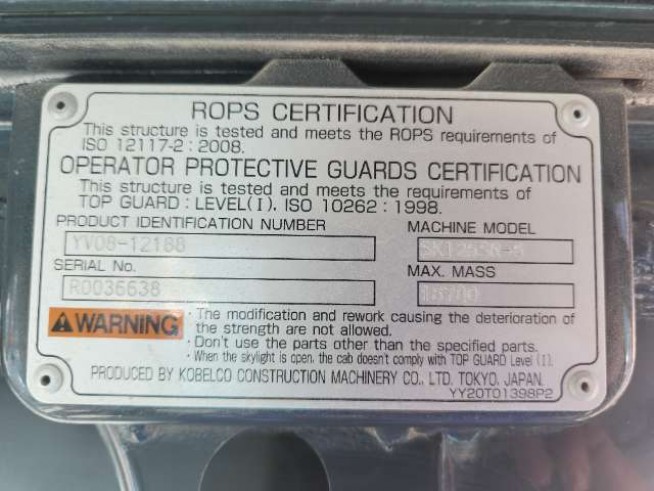 ROPS CERTIFICATION
This structure is tested and meets the ROPS requirements of
ISO 12117-2 : 2008.
OPERATOR PROTECTIVE GUARDS CERTIFICATION
This structure is tested and meets the requirements of
TOP GUARD : LEVEL(I). ISO 10262 : 1998.
PRODUCT IDENTIFICATION NUMBER
MACHINE MODEL
YV08-12188
SERIAL No.
MAX. MASS
R0036638
WARNING
· The modification and rework causing the deterioration of
the strength are not allowed.
· Don't use the parts other than the specified parts.
· When the skylight is open. the cab doesn't comply with TOP GUARD Level (I).
PRODUCED BY KOBELCO CONSTRUCTION MACHINERY CO., LTD. TOKYO, JAPAN.
YY20T01398P2